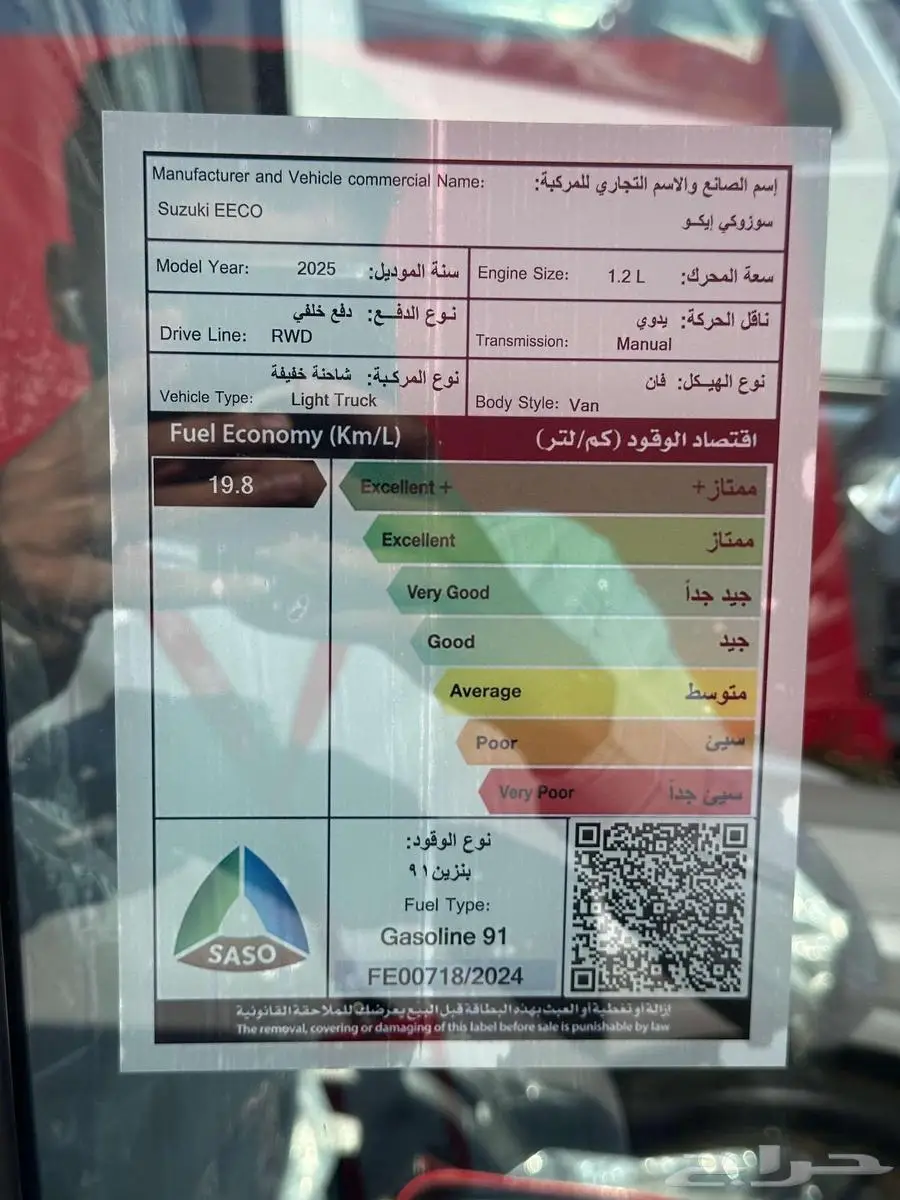 Manufacturer and Vehicle commercial Name: إسم الصانع والاسم التجاري للمركبة:
Suzuki EECO سوزوكي إيكـو
Model Year: 2025 سنة الموديل:
Engine Size: 1.2 L سعة المحرك:
نـوع الدفـــع: دفع خلفي
Drive Line: RWD
ناقل الحركة: يدوي
Transmission: Manual
نوع المركـبة: شاحنة خفيفة
Vehicle Type: Light Truck
نوع الهيـكل: فان
Body Style: Van
Fuel Economy (Km/L) اقتصاد الوقود (كم/لتر)
19.8
Excellent + ممتاز+
Excellent ممتاز
Very Good جيد جداً
Good جيد
Average متوسط
Poor سيئ
Very Poor سيئ جداً
SASO
نوع الوقود:
بنزين ٩١
Fuel Type:
Gasoline 91
FE00718/2024
إزالة أو تغطية أو العبث بهذه البطاقة قبل البيع يعرضك للملاحقة القانونية
The removal, covering or damaging of this label before sale is punishable by law
حراج